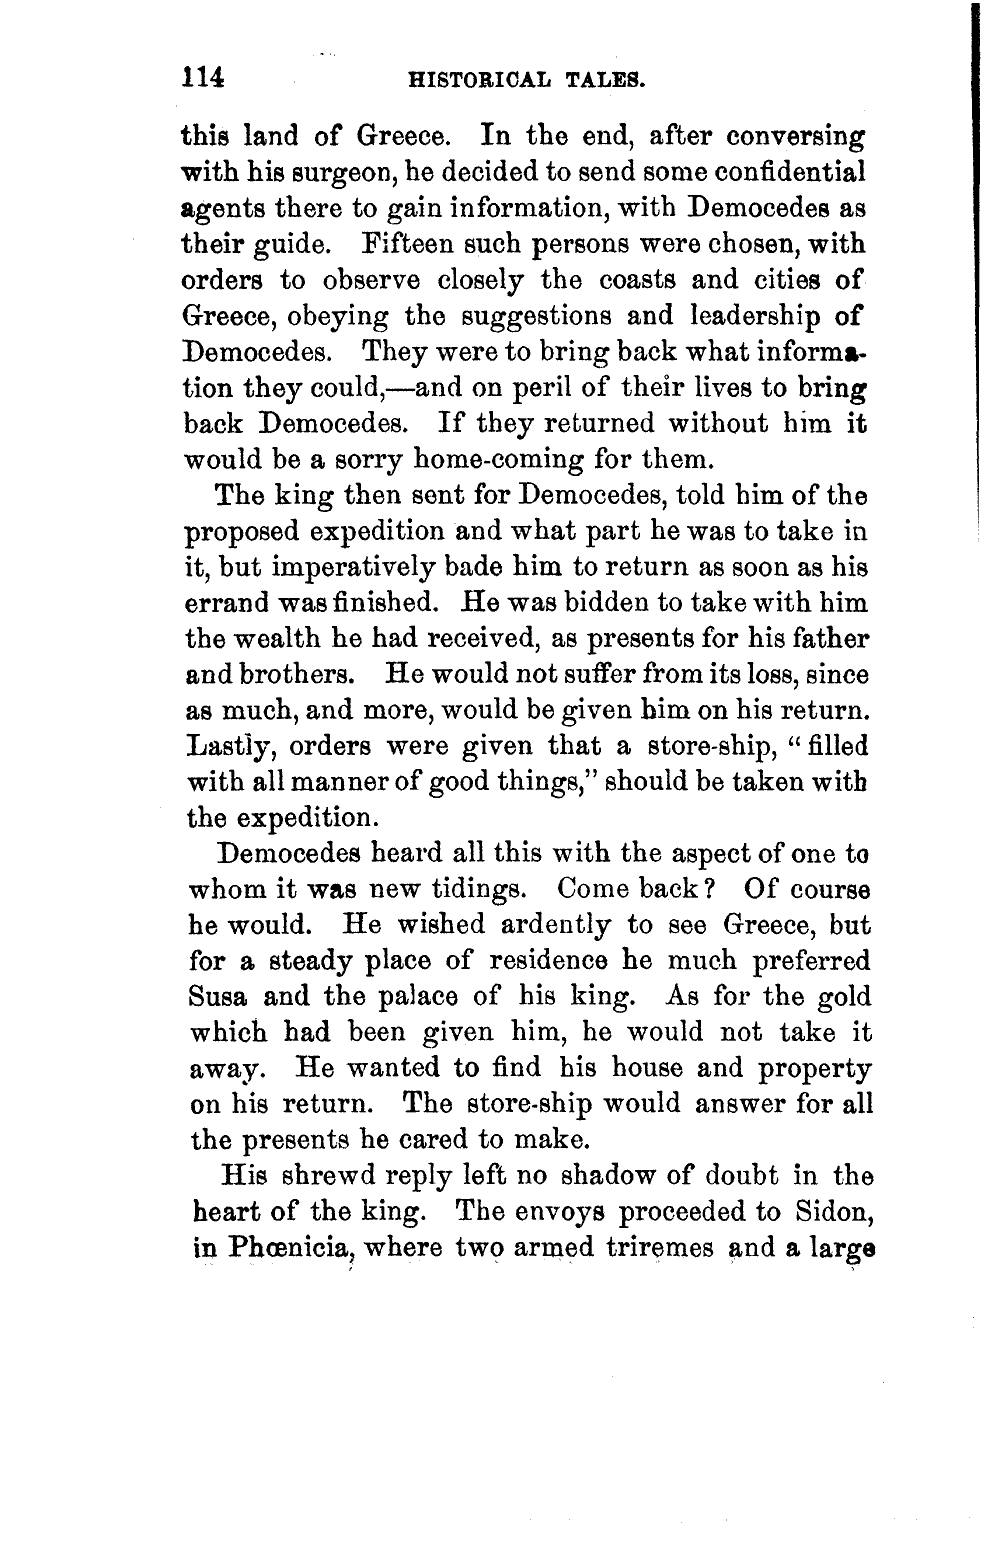 114 HISTORICAL TALES.
this land of Greece. In the end, after conversing
with his surgeon, he decided to send some confidential
agents there to gain information, with Democedes as
their guide. Fifteen such persons were chosen, with
orders to observe closely the coasts and cities of
Greece, obeying the suggestions and leadership of
Democedes. They were to bring back what informa-
tion they could,—and on peril of their lives to bring
back Democedes. If they returned without him it
would be a sorry home-coming for them.
The king then sent for Democedes, told him of the
proposed expedition and what part he was to take in
it, but imperatively bade him to return as soon as his
errand was finished. He was bidden to take with him
the wealth he had received, as presents for his father
and brothers. He would not suffer from its loss, since
as much, and more, would be given him on his return.
Lastly, orders were given that a store-ship, “filled
with all manner of good things,” should be taken with
the expedition.
Democedes heard all this with the aspect of one to
whom it was new tidings. Come back? Of course
he would. He wished ardently to see Greece, but
for a steady place of residence he much preferred
Susa and the palace of his king. As for the gold
which had been given him, he would not take it
away. He wanted to find his house and property
on his return. The store-ship would answer for all
the presents he cared to make.
His shrewd reply left no shadow of doubt in the
heart of the king. The envoys proceeded to Sidon,
in Phœnicia, where two armed triremes and a large